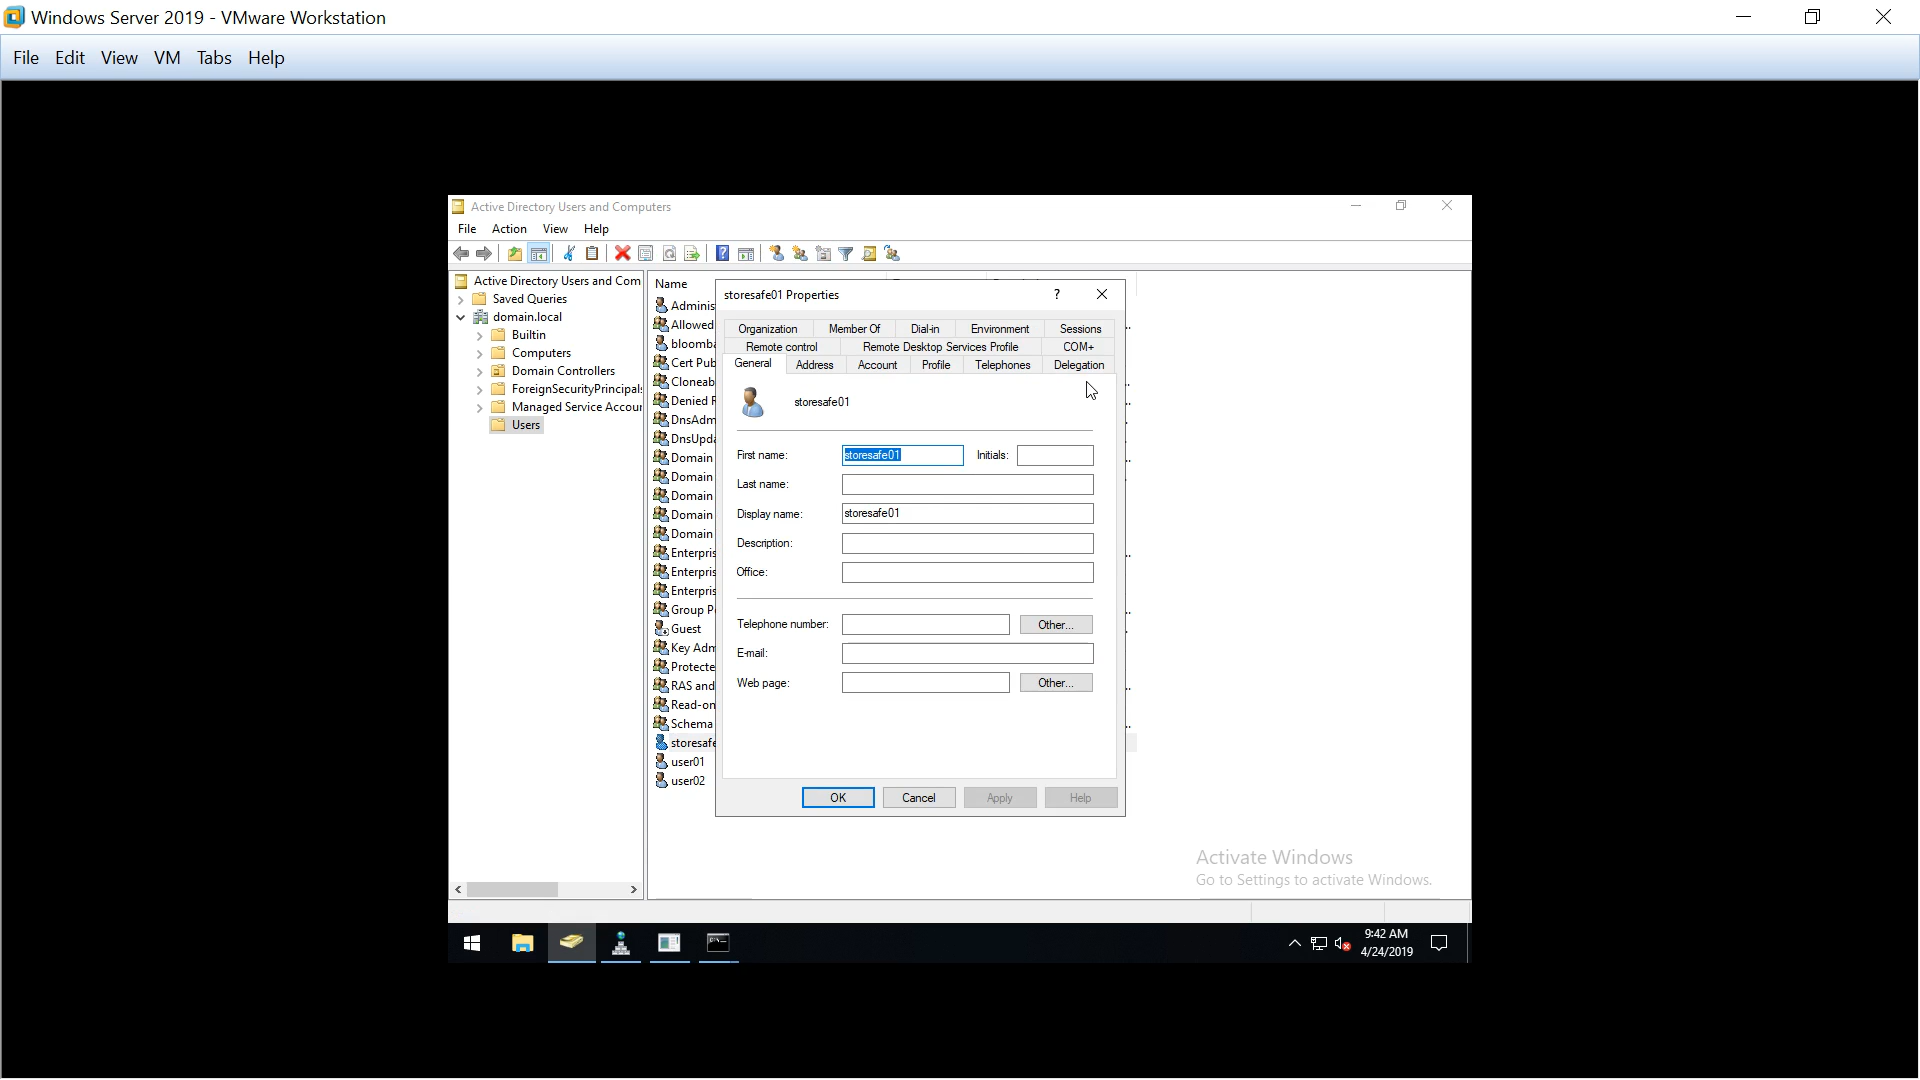 Windows Server 2019 - VMware Workstation
File Edit View VM Tabs Help
Active Directory Users and Computers
File Action View Help
Active Directory Users and Com
Saved Queries
domain.local
Builtin
Computers
Domain Controllers
ForeignSecurityPrincipals
Managed Service Accou
Users
Name
Adminis
Allowed
bloomba
Cert Pub
Cloneab
Denied R
DnsAdm
DnsUpda
Domain
Domain
Domain
Domain
Domain
Enterpris
Enterpris
Enterpris
Group P
Guest
Key Adm
Protecte
RAS and
Read-on
Schema
storesafe
user01
user02
storesafe01 Properties
?
Organization Member Of Dial-in Environment Sessions
Remote control Remote Desktop Services Profile COM+
General Address Account Profile Telephones Delegation
storesafe01
First name: storesafe01 Initials:
Last name:
Display name: storesafe01
Description:
Office:
Telephone number: Other...
E-mail:
Web page: Other...
OK Cancel Apply Help
Activate Windows
Go to Settings to activate Windows.
9:42 AM
4/24/2019